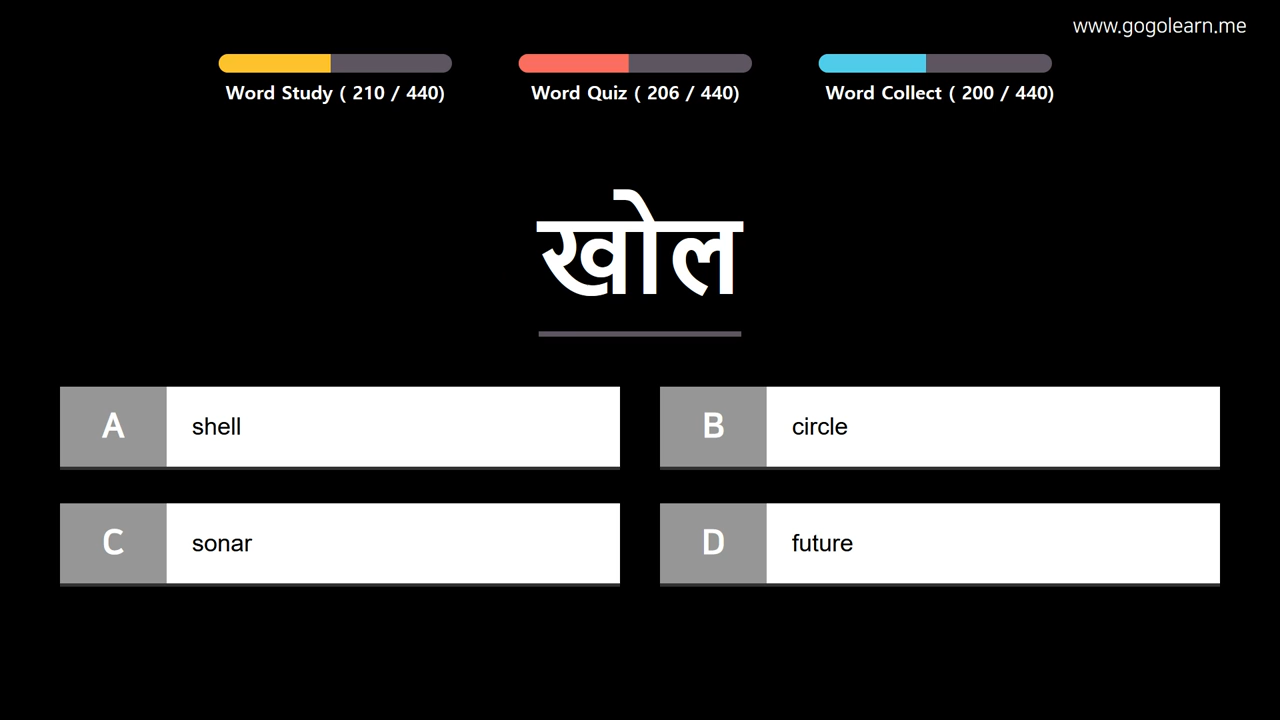 www.gogolearn.me
Word Study ( 210 / 440)
Word Quiz ( 206 / 440)
Word Collect ( 200 / 440)
खोल
A shell
B circle
C sonar
D future